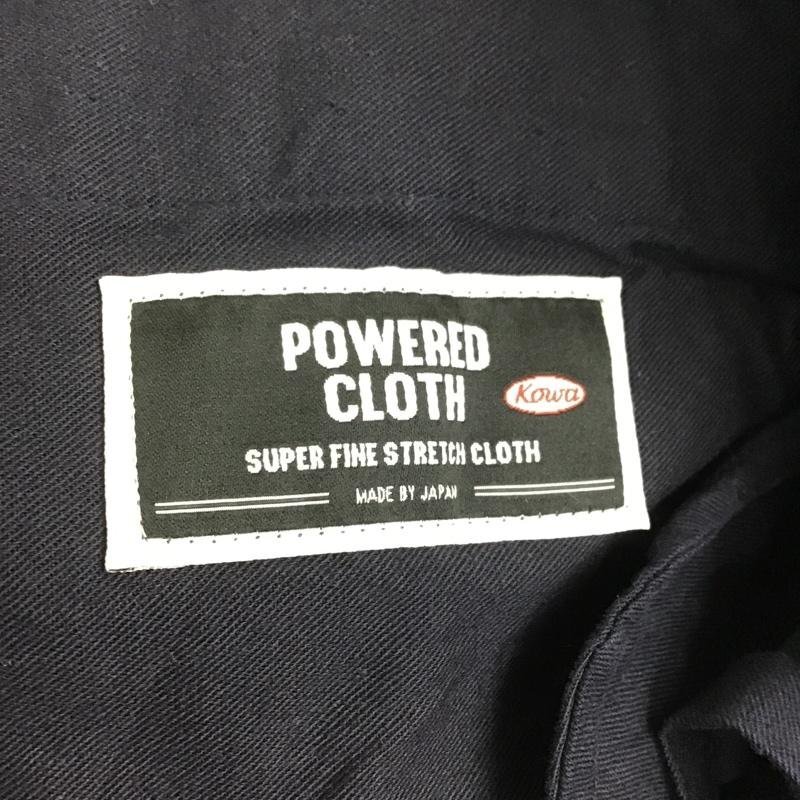 POWERED
CLOTH
Kowa
SUPER FINE STRETCH CLOTH
MADE BY JAPAN